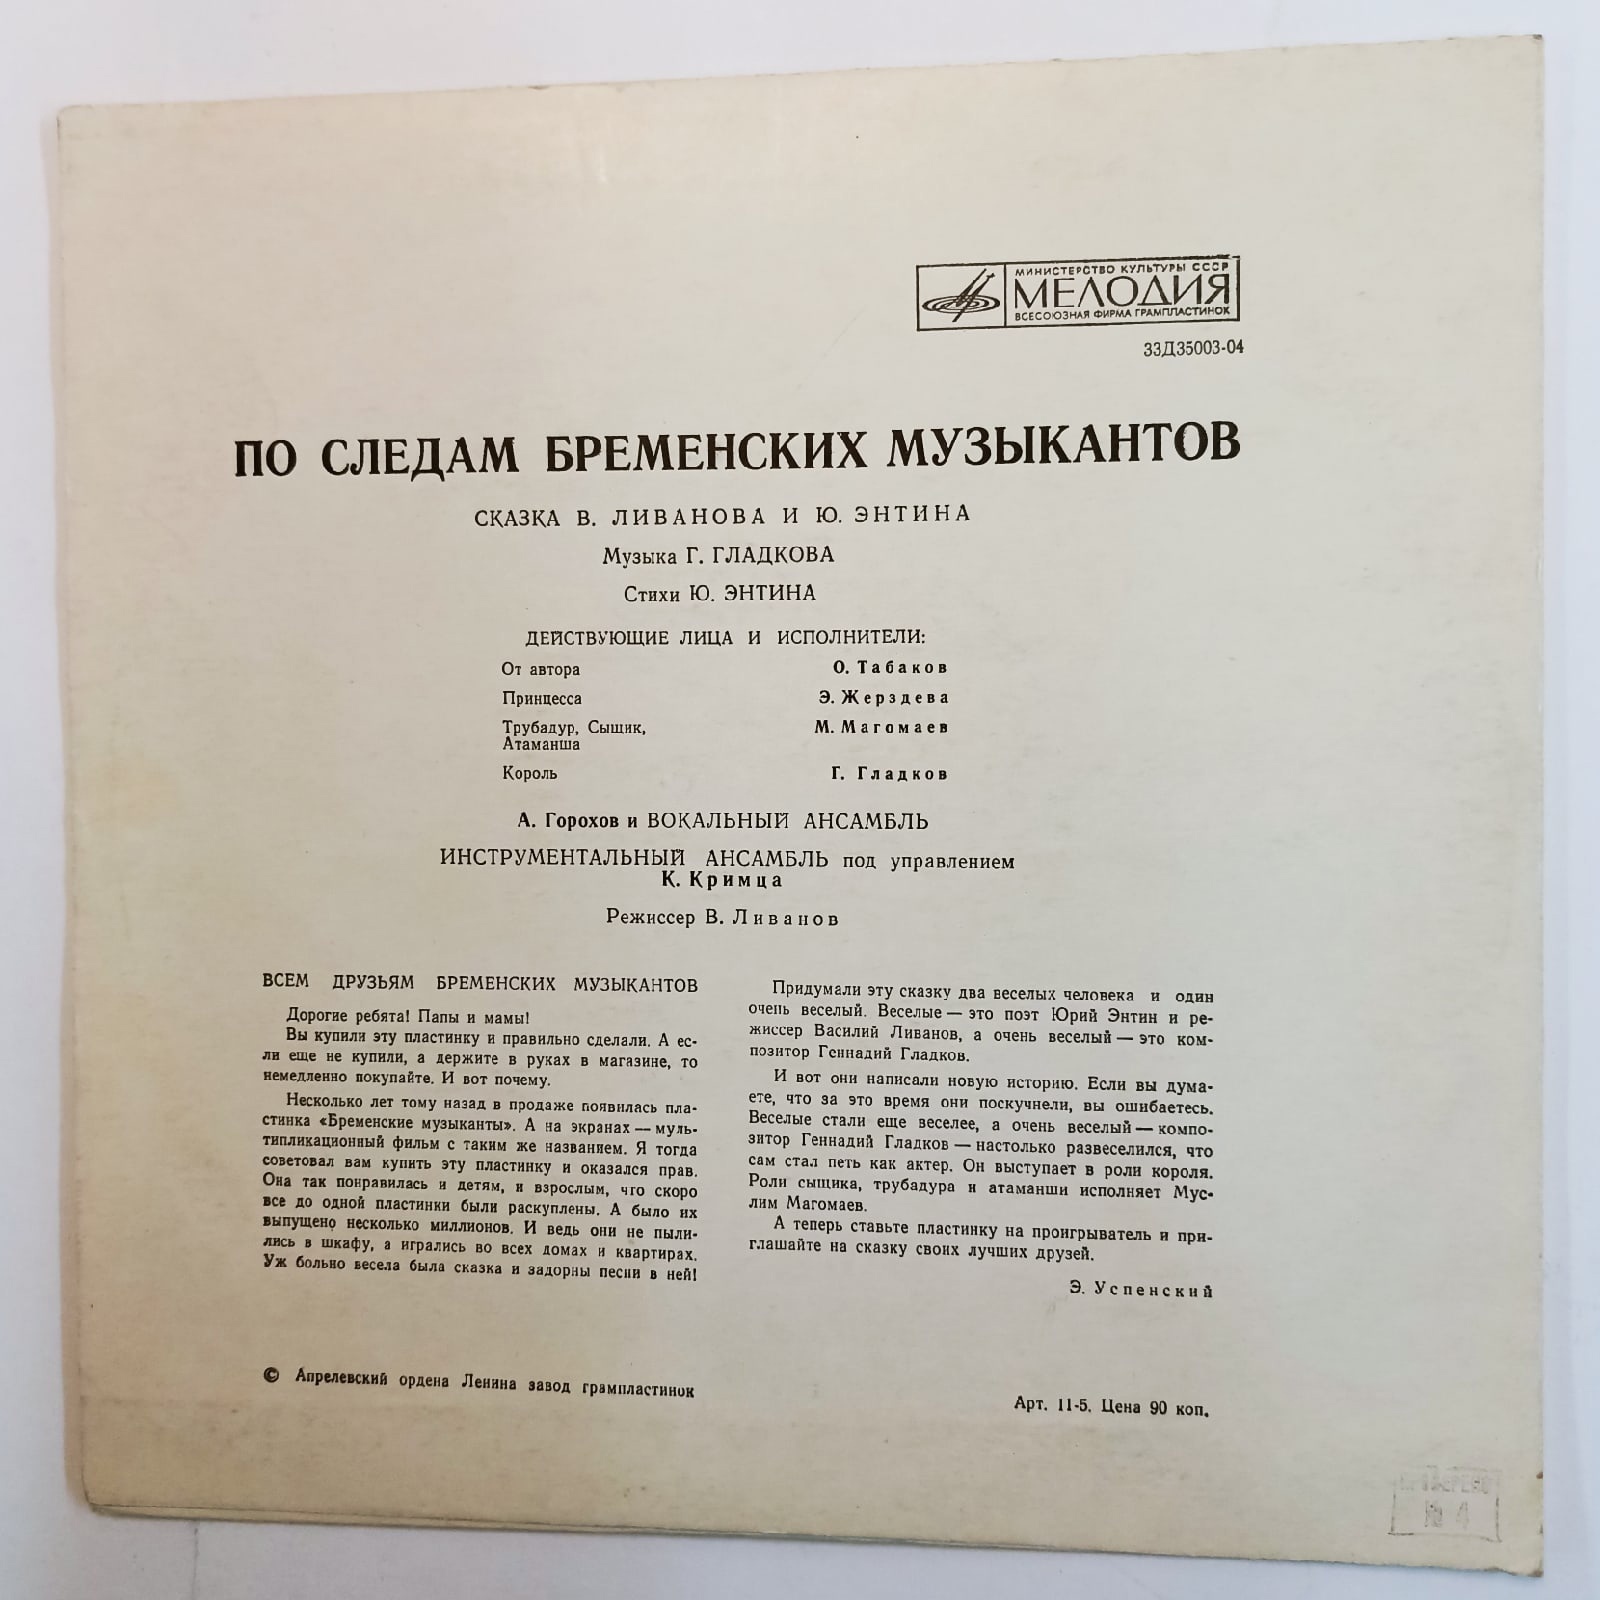 МИНИСТЕРСТВО КУЛЬТУРЫ СССР
МЕЛОДИЯ
ВСЕСОЮЗНАЯ ФИРМА ГРАМПЛАСТИНОК
33Д35003-04
ПО СЛЕДАМ БРЕМЕНСКИХ МУЗЫКАНТОВ
СКАЗКА В. ЛИВАНОВА И Ю. ЭНТИНА
Музыка Г. ГЛАДКОВА
Стихи Ю. ЭНТИНА
ДЕЙСТВУЮЩИЕ ЛИЦА И ИСПОЛНИТЕЛИ:
От автора О. Табаков
Принцесса Э. Жерздева
Трубадур, Сыщик, М. Магомаев
Атаманша
Король Г. Гладков
А. Горохов и ВОКАЛЬНЫЙ АНСАМБЛЬ
ИНСТРУМЕНТАЛЬНЫЙ АНСАМБЛЬ под управлением
К. Кримца
Режиссер В. Ливанов
ВСЕМ ДРУЗЬЯМ БРЕМЕНСКИХ МУЗЫКАНТОВ
Дорогие ребята! Папы и мамы!
Вы купили эту пластинку и правильно сделали. А ес-
ли еще не купили, а держите в руках в магазине, то
немедленно покупайте. И вот почему.
Несколько лет тому назад в продаже появилась пла-
стинка «Бременские музыканты». А на экранах — муль-
типликационный фильм с таким же названием. Я тогда
советовал вам купить эту пластинку и оказался прав.
Она так понравилась и детям, и взрослым, что скоро
все до одной пластинки были раскуплены. А было их
выпущено несколько миллионов. И ведь они не пыли-
лись в шкафу, а игрались во всех домах и квартирах.
Уж больно весела была сказка и задорны песни в ней!
Придумали эту сказку два веселых человека и один
очень веселый. Веселые — это поэт Юрий Энтин и ре-
жиссер Василий Ливанов, а очень веселый — это ком-
позитор Геннадий Гладков.
И вот они написали новую историю. Если вы дума-
ете, что за это время они поскучнели, вы ошибаетесь.
Веселые стали еще веселее, а очень веселый — компо-
зитор Геннадий Гладков — настолько развеселился, что
сам стал петь как актер. Он выступает в роли короля.
Роли сыщика, трубадура и атаманши исполняет Мус-
лим Магомаев.
А теперь ставьте пластинку на проигрыватель и при-
глашайте на сказку своих лучших друзей.
Э. Успенский
© Апрелевский ордена Ленина завод грампластинок
Арт. 11-5. Цена 90 коп.
№ 4